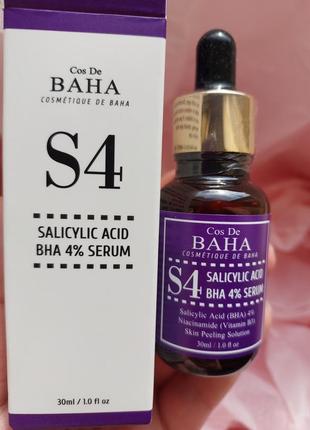 Cos De
BAHA
COSMÉTIQUE DE BAHA
S4
SALICYLIC ACID
BHA 4% SERUM
30ml / 1.0 fl oz
Cos De
BAHA
COSMÉTIQUE DE BAHA
S4
SALICYLIC ACID
BHA 4% SERUM
Salicylic Acid (BHA) 4%
Niacinamide (Vitamin B3)
Skin Peeling Solution
30ml / 1.0 fl oz